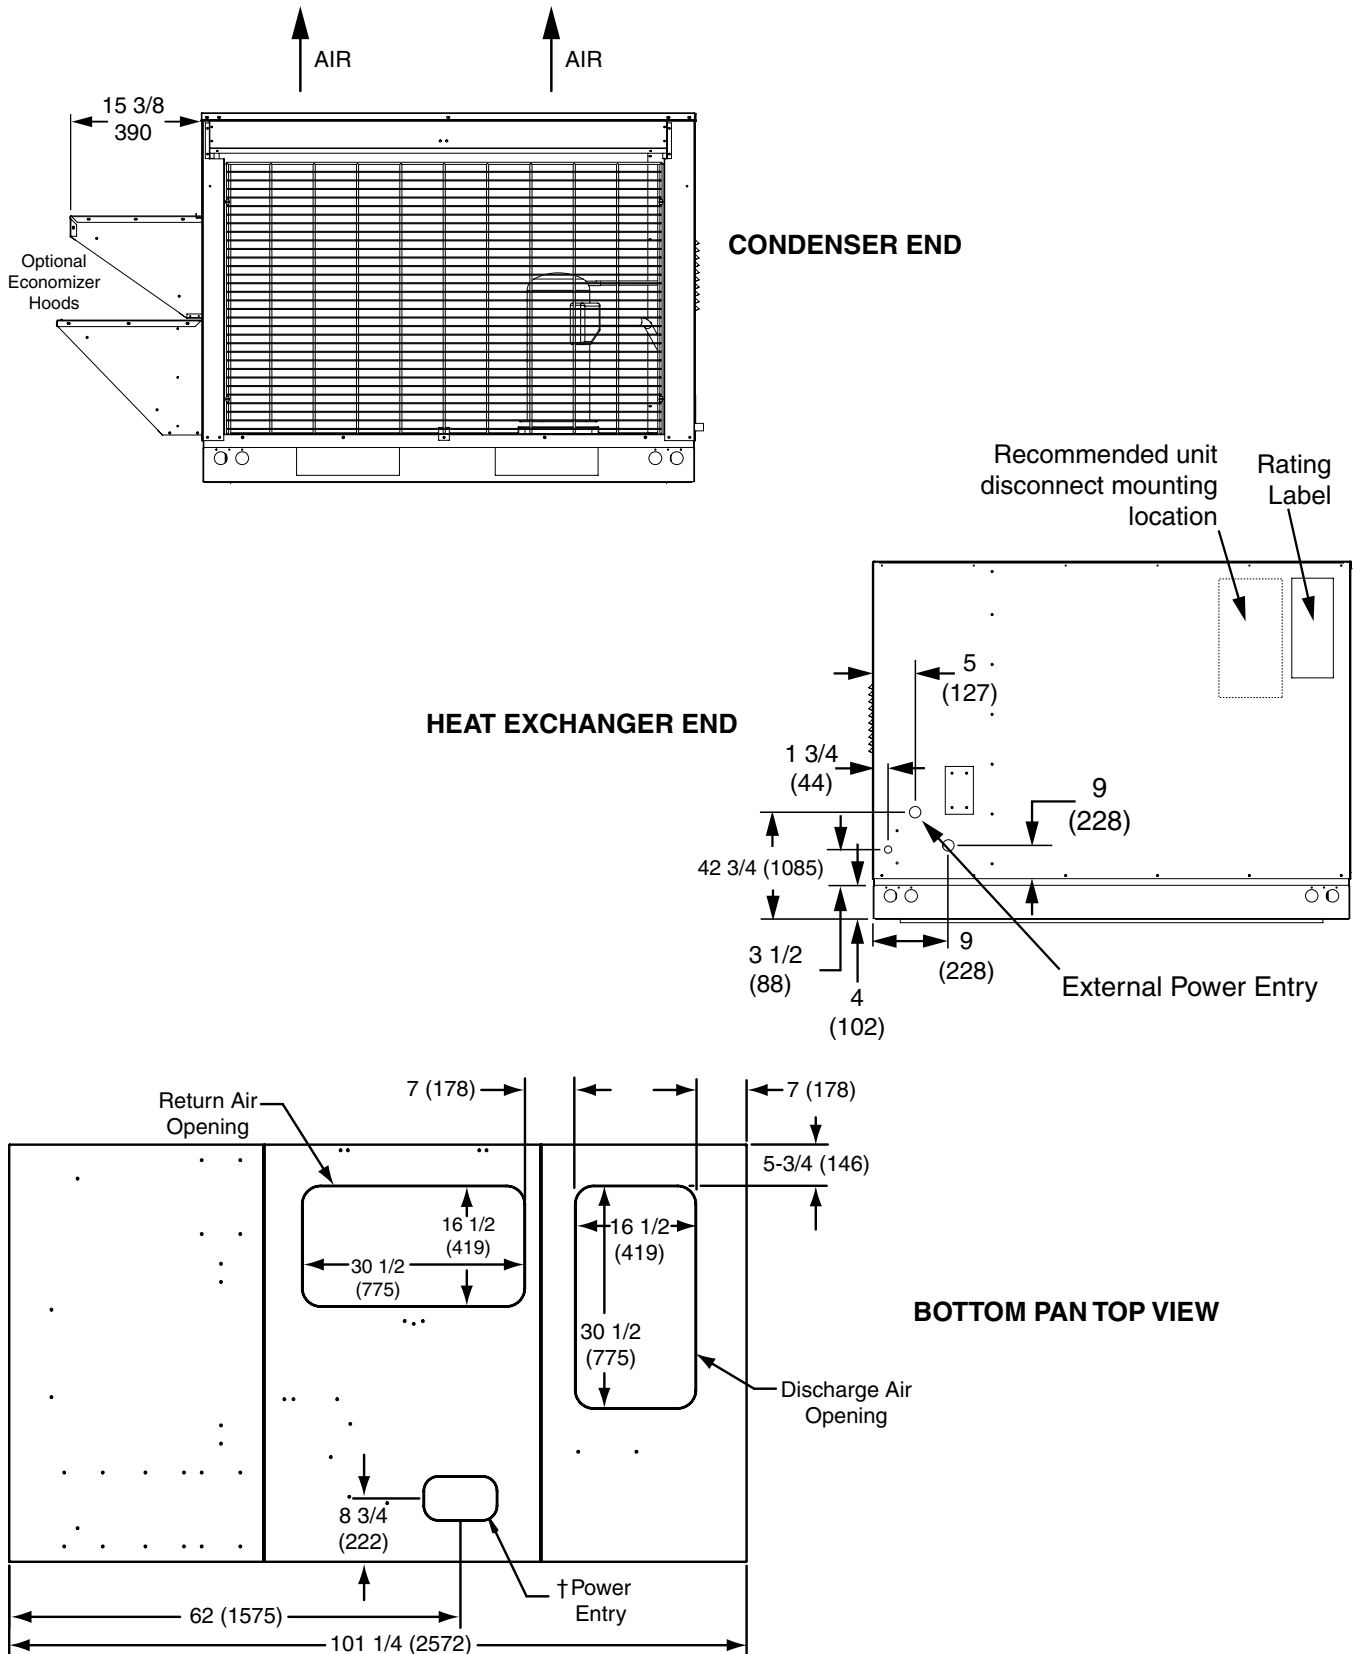 AIR
AIR
15 3/8
390
CONDENSER END
Optional
Economizer
Hoods
Recommended unit
disconnect mounting
location
Rating
Label
5
(127)
HEAT EXCHANGER END
1 3/4
(44)
9
(228)
42 3/4 (1085)
3 1/2
(88)
9
(228)
4
(102)
External Power Entry
7 (178)
7 (178)
Return Air
Opening
5-3/4 (146)
16 1/2
(419)
16 1/2
(419)
30 1/2
(775)
30 1/2
(775)
BOTTOM PAN TOP VIEW
Discharge Air
Opening
8 3/4
(222)
†Power
Entry
62 (1575)
101 1/4 (2572)